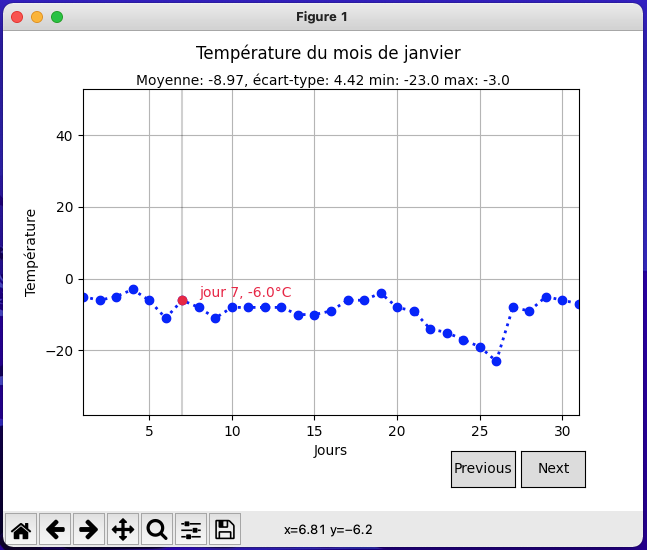 Figure 1
Température du mois de janvier
Moyenne: -8.97, écart-type: 4.42 min: -23.0 max: -3.0
40
20
0
−20
Température
jour 7, -6.0°C
5 10 15 20 25 30
Jours
Previous Next
x=6.81 y=−6.2